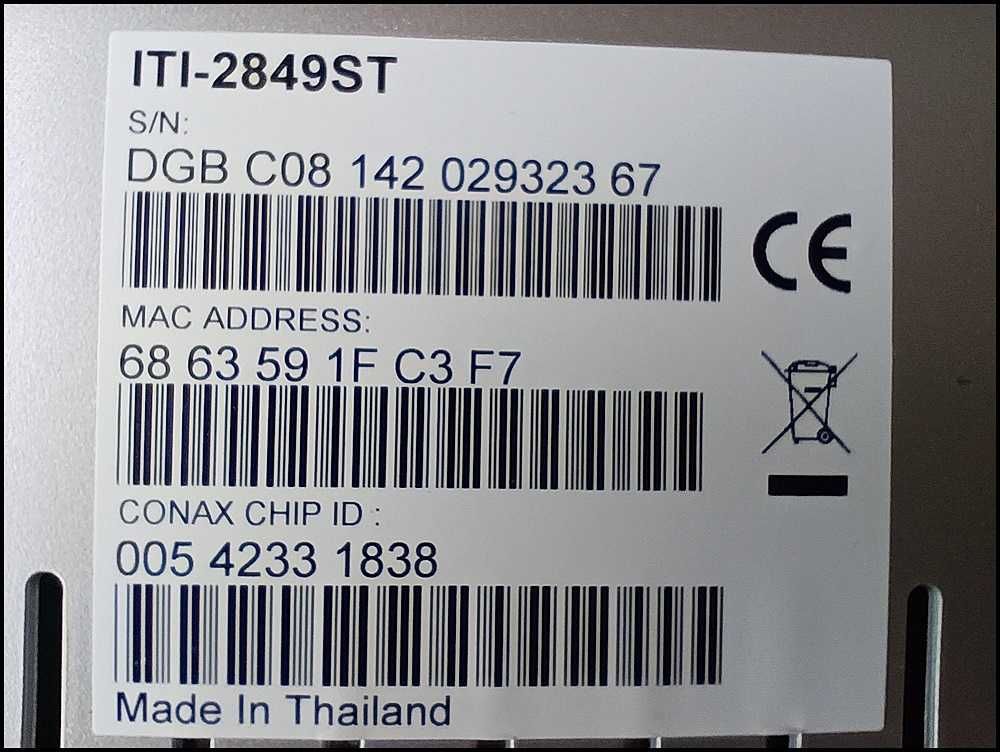 ITI-2849ST
S/N:
DGB C08 142 029323 67
CE
MAC ADDRESS:
68 63 59 1F C3 F7
CONAX CHIP ID :
005 4233 1838
Made In Thailand